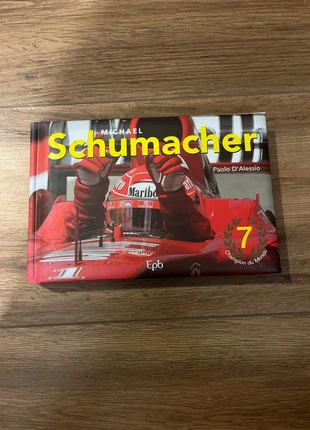 MICHAEL
Schumacher
Paolo D'Alessio
Marlboro
7
Champion du Monde
Epb